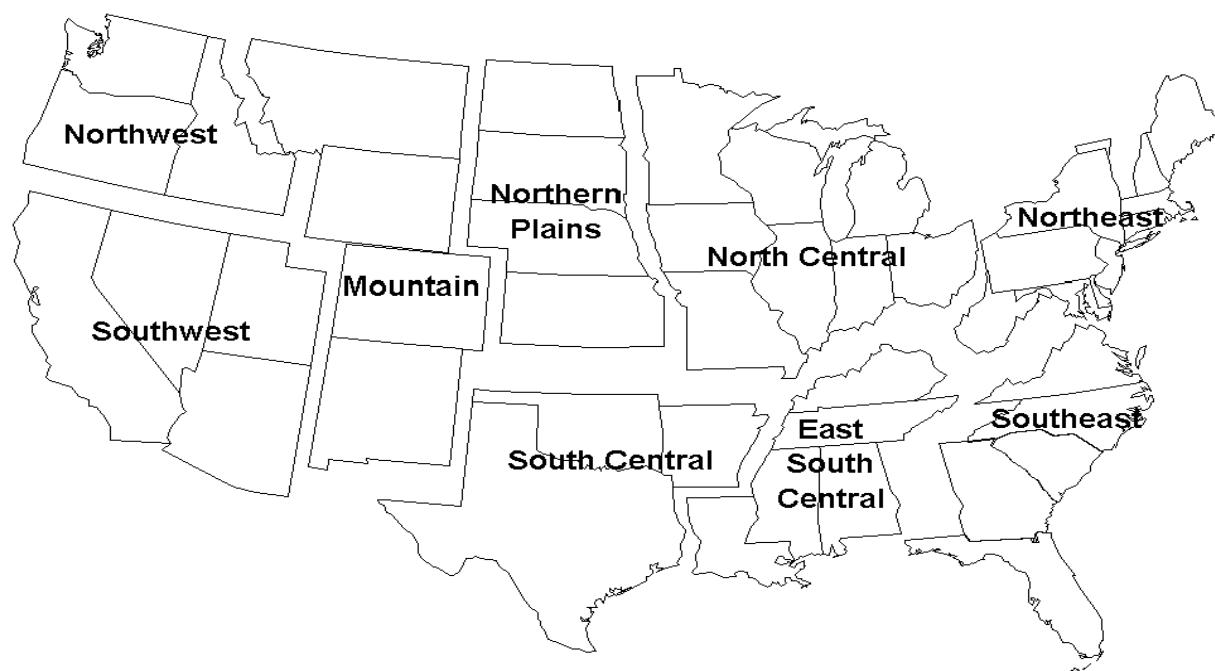 Northwest
Northern
Plains
Northeast
North Central
Mountain
Southwest
Southeast
East
South
Central
South Central